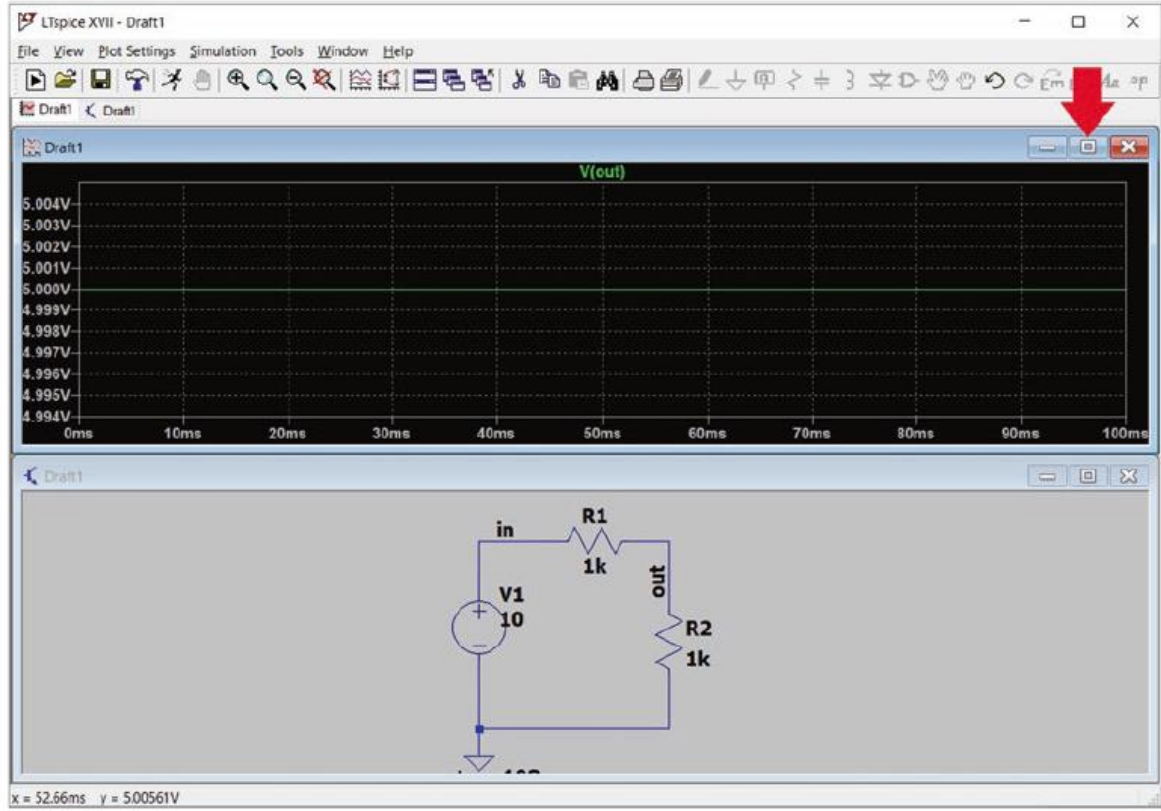 LTspice XVII - Draft1
File View Plot Settings Simulation Tools Window Help
Draft1 Draft1
Draft1
V(out)
5.004V
5.003V
5.002V
5.001V
5.000V
4.999V
4.998V
4.997V
4.996V
4.995V
4.994V
0ms 10ms 20ms 30ms 40ms 50ms 60ms 70ms 80ms 90ms 100ms
Draft1
in
R1
1k
out
V1
10
R2
1k
x = 52.66ms y = 5.00561V